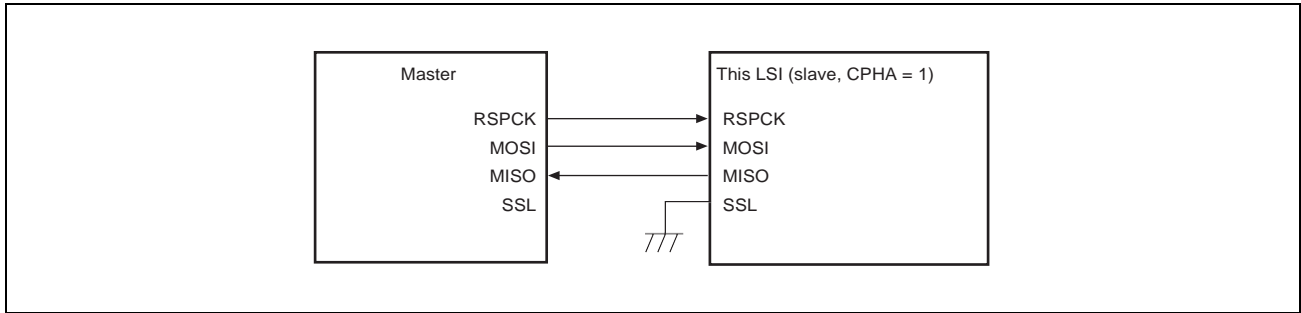 Master
RSPCK
MOSI
MISO
SSL
This LSI (slave, CPHA = 1)
RSPCK
MOSI
MISO
SSL